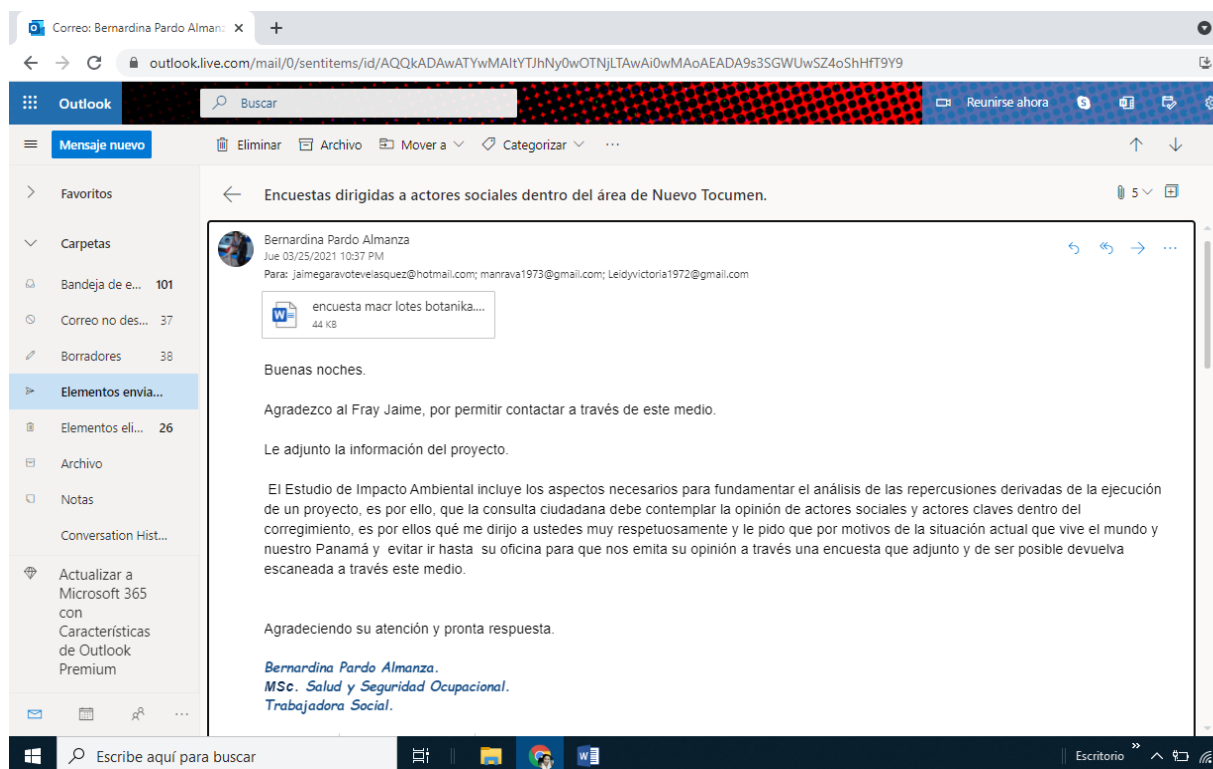 Correo: Bernardina Pardo Alman
outlook.live.com/mail/0/sentitems/id/AQQkADAwATYwMAItYTJhNy0wOTNjLTAwAi0wMAoAEADA9s3SGWUwSZ4oShHfT9Y9
Outlook
Buscar
Reunirse ahora
Mensaje nuevo
Eliminar
Archivo
Mover a
Categorizar
Favoritos
Encuestas dirigidas a actores sociales dentro del área de Nuevo Tocumen.
5
Carpetas
Bandeja de e... 101
Correo no des... 37
Borradores 38
Elementos envia...
Elementos eli... 26
Archivo
Notas
Conversation Hist...
Actualizar a
Microsoft 365
con
Características
de Outlook
Premium
Bernardina Pardo Almanza
Jue 03/25/2021 10:37 PM
Para: jaimegaravotevelasquez@hotmail.com; manrava1973@gmail.com; Leidyvictoria1972@gmail.com
encuesta macr lotes botanika....
44 KB
Buenas noches.
Agradezco al Fray Jaime, por permitir contactar a través de este medio.
Le adjunto la información del proyecto.
El Estudio de Impacto Ambiental incluye los aspectos necesarios para fundamentar el análisis de las repercusiones derivadas de la ejecución
de un proyecto, es por ello, que la consulta ciudadana debe contemplar la opinión de actores sociales y actores claves dentro del
corregimiento, es por ellos qué me dirijo a ustedes muy respetuosamente y le pido que por motivos de la situación actual que vive el mundo y
nuestro Panamá y evitar ir hasta su oficina para que nos emita su opinión a través una encuesta que adjunto y de ser posible devuelva
escaneada a través este medio.
Agradeciendo su atención y pronta respuesta.
Bernardina Pardo Almanza.
MSc. Salud y Seguridad Ocupacional.
Trabajadora Social.
Escribe aquí para buscar
Escritorio